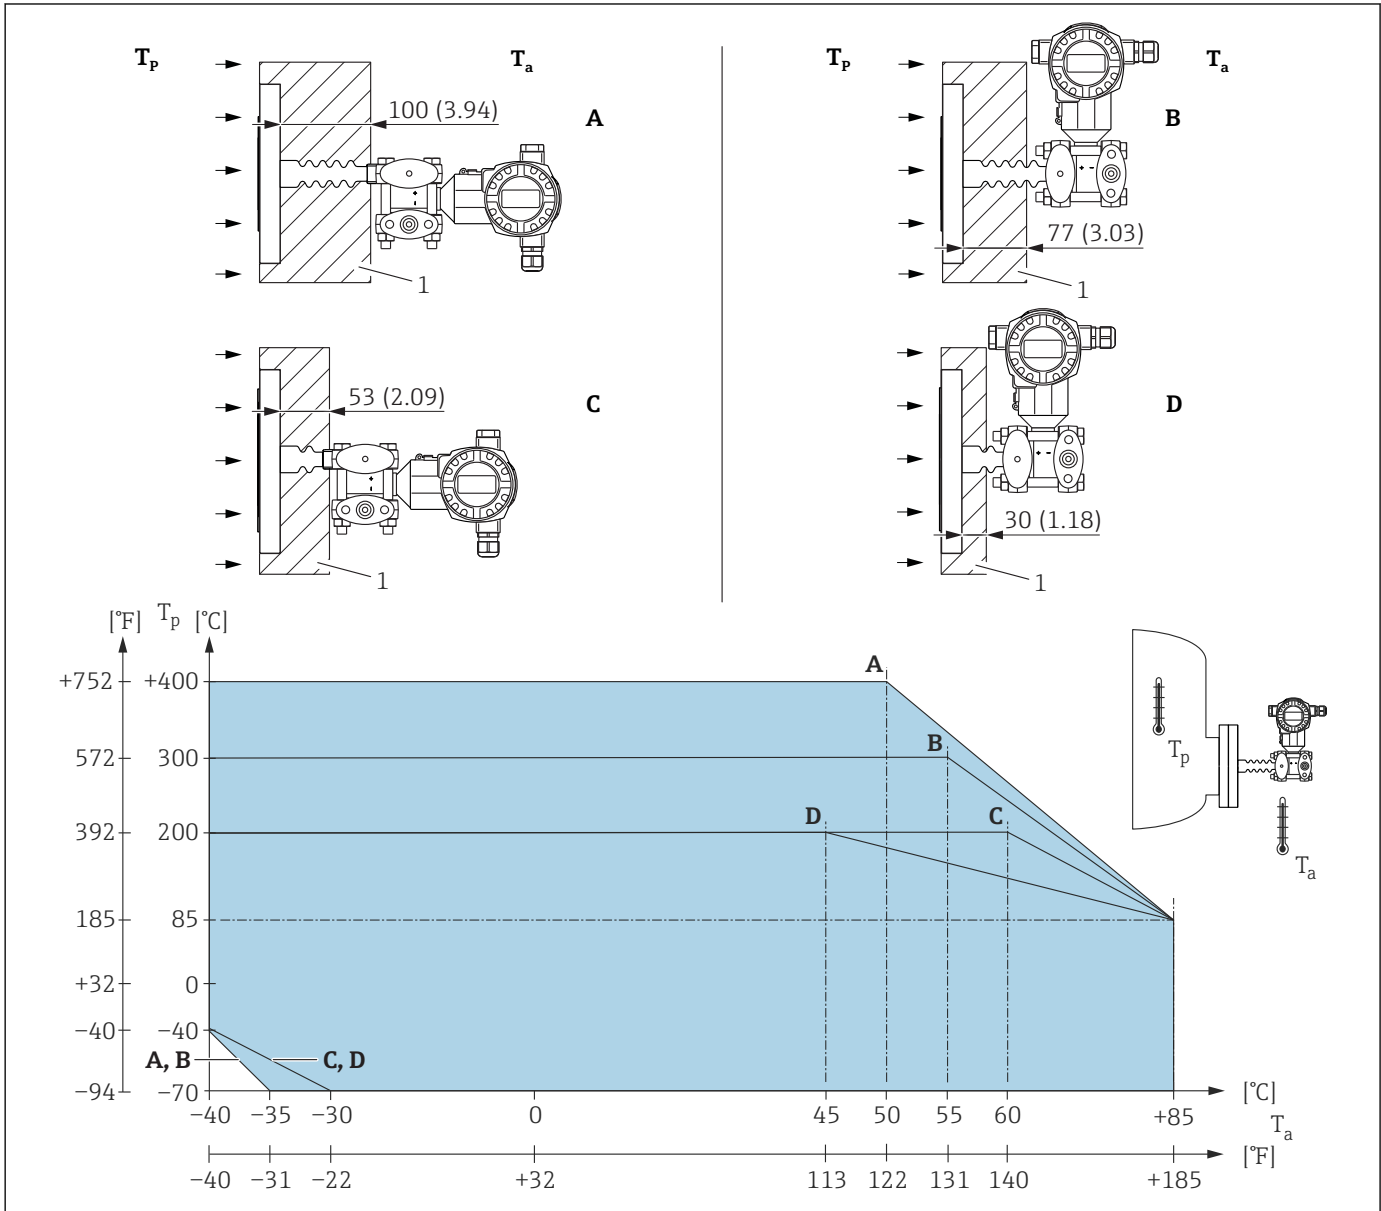 Tp Ta
100 (3.94)
A
1
Tp Ta
B
77 (3.03)
1
53 (2.09)
C
1
D
30 (1.18)
1
[°F] Tp [°C]
+752 +400
572 300
392 200
185 85
+32 0
−40 −40
−94 −70
A
B
D C
A, B C, D
Tp
Ta
−40 −35 −30 0 45 50 55 60 +85 [°C]
Ta
−40 −31 −22 +32 113 122 131 140 +185 [°F]